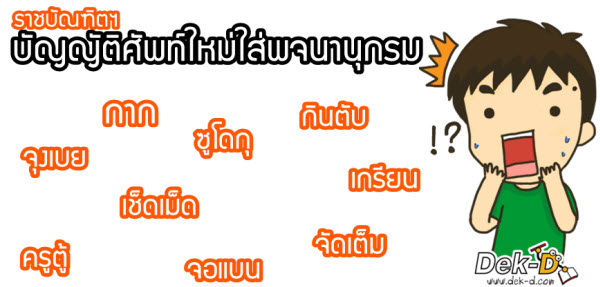 ราชบัณฑิตฯ
บัญญัติศัพท์ใหม่ใส่พจนานุกรม
กาก
กินตับ
ซูโดกุ
จุงเบย
เกรียน
เช็ดเม็ด
จัดเต็ม
ครูตู้
จอแบน
!?
Dek-D
www.dek-d.com